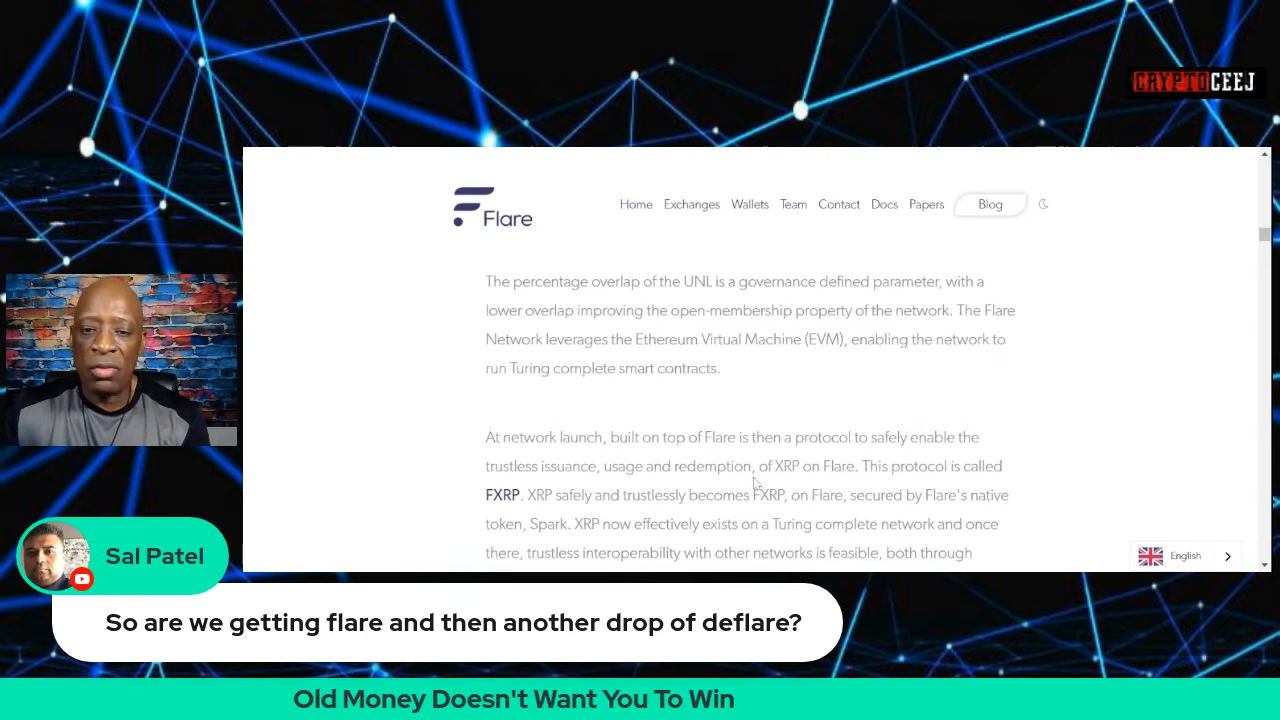 CRYPTOCEEJ
Flare
Home Exchanges Wallets Team Contact Docs Papers Blog
The percentage overlap of the UNL is a governance defined parameter, with a
lower overlap improving the open-membership property of the network. The Flare
Network leverages the Ethereum Virtual Machine (EVM), enabling the network to
run Turing complete smart contracts.
At network launch, built on top of Flare is then a protocol to safely enable the
trustless issuance, usage and redemption, of XRP on Flare. This protocol is called
FXRP. XRP safely and trustlessly becomes FXRP, on Flare, secured by Flare's native
token, Spark. XRP now effectively exists on a Turing complete network and once
there, trustless interoperability with other networks is feasible, both through
English
Sal Patel
So are we getting flare and then another drop of deflare?
Old Money Doesn't Want You To Win